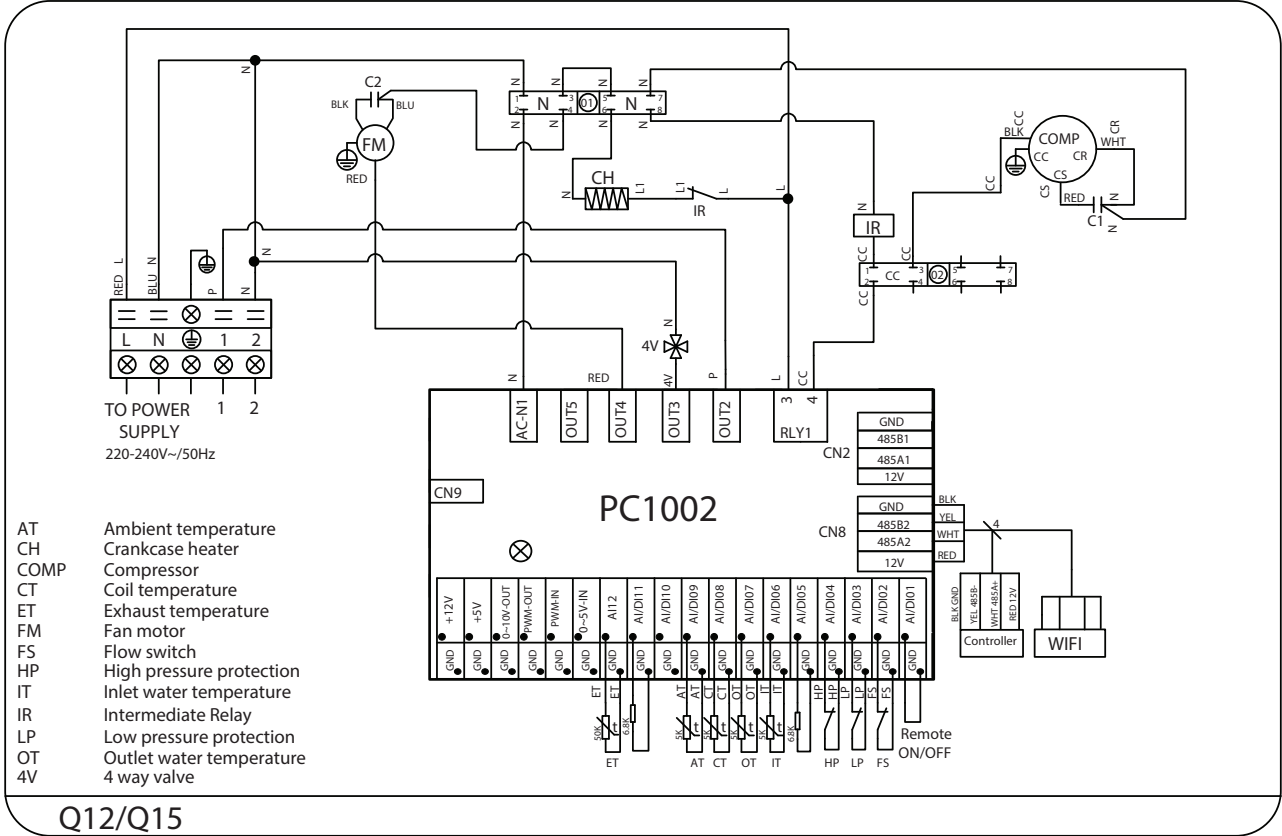 N
C2
BLK
BLU
FM
RED
N N N N
1 3 5 7
N 01 N
2 4 6 8
N N N N
CH
N
L1
L1
L
IR
L
N
IR
CC
CC
BLK
COMP
CC
CR
CS
WHT
CR
CS
RED
N
C1
N
CC
CC
CC
1 3 5 7
CC 02
2 4 6 8
CC
RED L
BLU N
P
N
N
L N 1 2
TO POWER
SUPPLY
1 2
220-240V~/50Hz
N
4V
N
RED
4V
P
L
CC
AC-N1
OUT5
OUT4
OUT3
OUT2
3 4
RLY1
CN2
GND
485B1
485A1
12V
CN9
PC1002
CN8
GND
485B2
485A2
12V
BLK
YEL
WHT
RED
4
BLK GND
YEL 485B-
WHT 485A+
RED 12V
Controller
WIFI
+12V
+5V
0~10V-OUT
PWM-OUT
PWM-IN
0~5V-IN
AI12
AI/DI11
AI/DI10
AI/DI09
AI/DI08
AI/DI07
AI/DI06
AI/DI05
AI/DI04
AI/DI03
AI/DI02
AI/DI01
GND GND GND GND GND GND GND GND GND GND GND GND GND GND GND GND GND GND
ET ET AT AT CT CT OT OT IT IT HP HP LP LP FS FS
50K t
6.8K
5K t
5K t
5K t
5K t
6.8K
ET AT CT OT IT HP LP FS
Remote
ON/OFF
AT Ambient temperature
CH Crankcase heater
COMP Compressor
CT Coil temperature
ET Exhaust temperature
FM Fan motor
FS Flow switch
HP High pressure protection
IT Inlet water temperature
IR Intermediate Relay
LP Low pressure protection
OT Outlet water temperature
4V 4 way valve
Q12/Q15